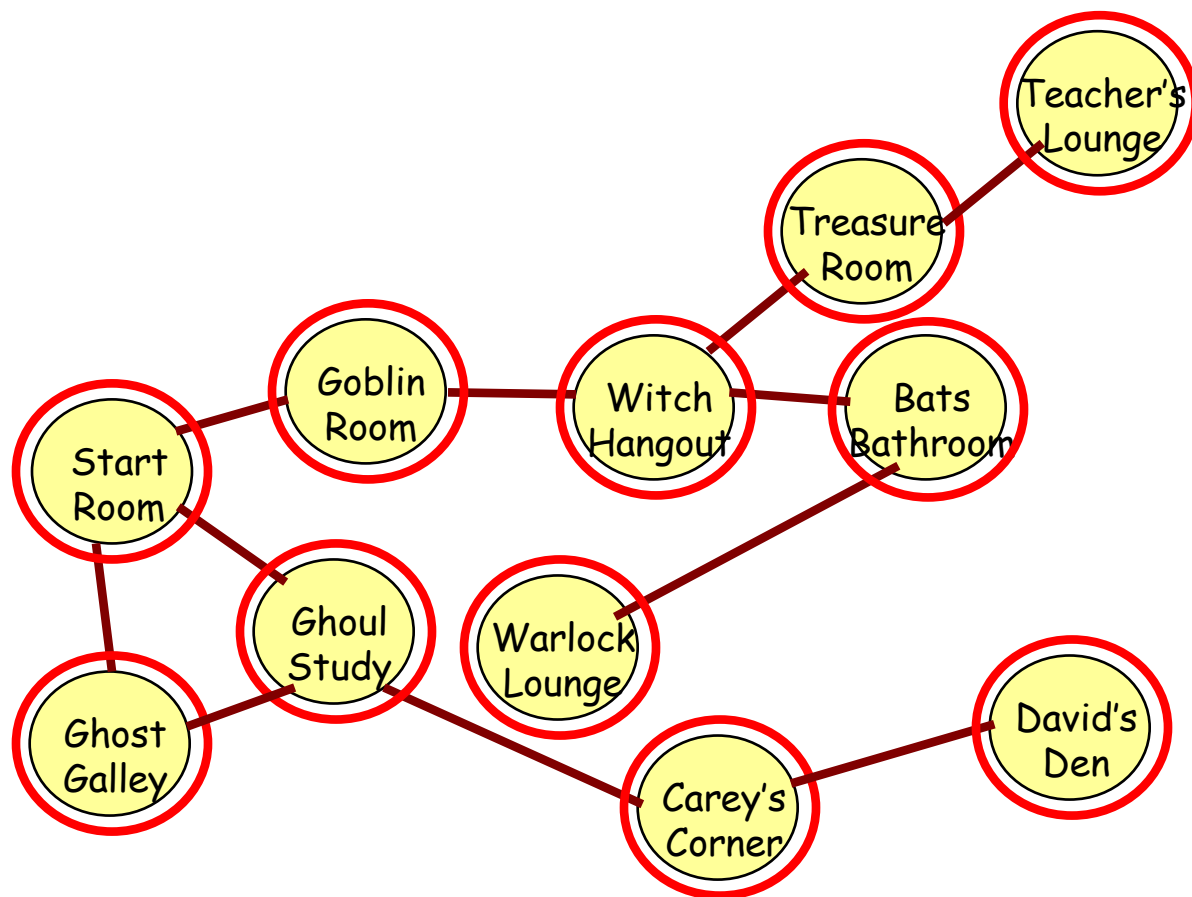 Teacher's
Lounge
Treasure
Room
Goblin
Room
Witch
Hangout
Bats
Bathroom
Start
Room
Ghoul
Study
Warlock
Lounge
Ghost
Galley
David's
Den
Carey's
Corner